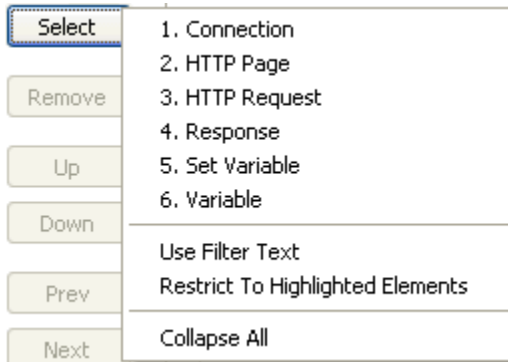 Select
Remove
Up
Down
Prev
Next
1. Connection
2. HTTP Page
3. HTTP Request
4. Response
5. Set Variable
6. Variable
Use Filter Text
Restrict To Highlighted Elements
Collapse All